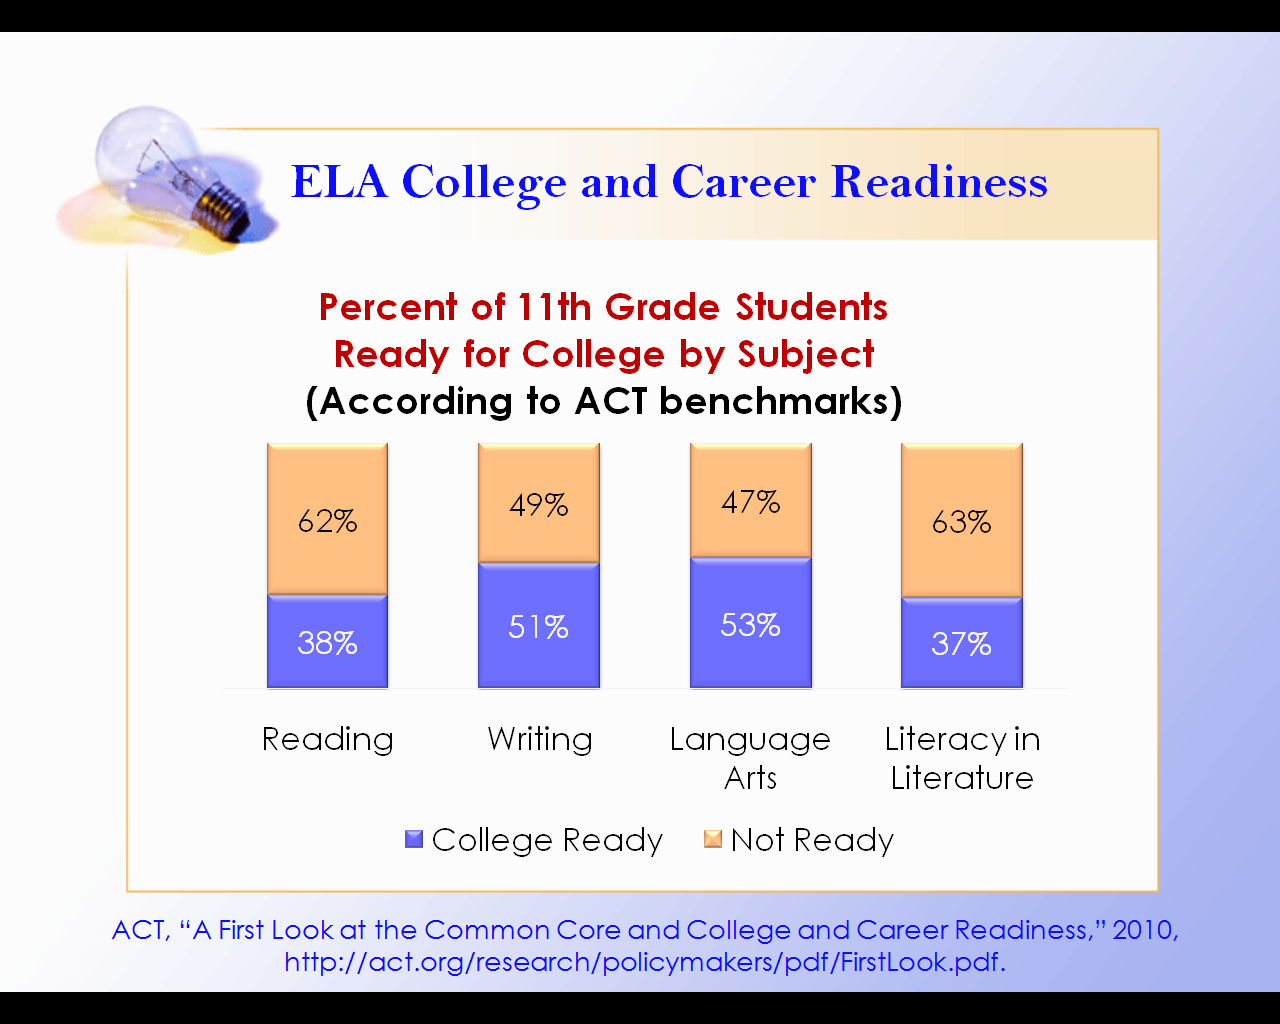 ELA College and Career Readiness
Percent of 11th Grade Students
Ready for College by Subject
(According to ACT benchmarks)
62% 49% 47% 63%
38% 51% 53% 37%
Reading Writing Language Literacy in
Arts Literature
College Ready Not Ready
ACT, “A First Look at the Common Core and College and Career Readiness,” 2010,
http://act.org/research/policymakers/pdf/FirstLook.pdf.